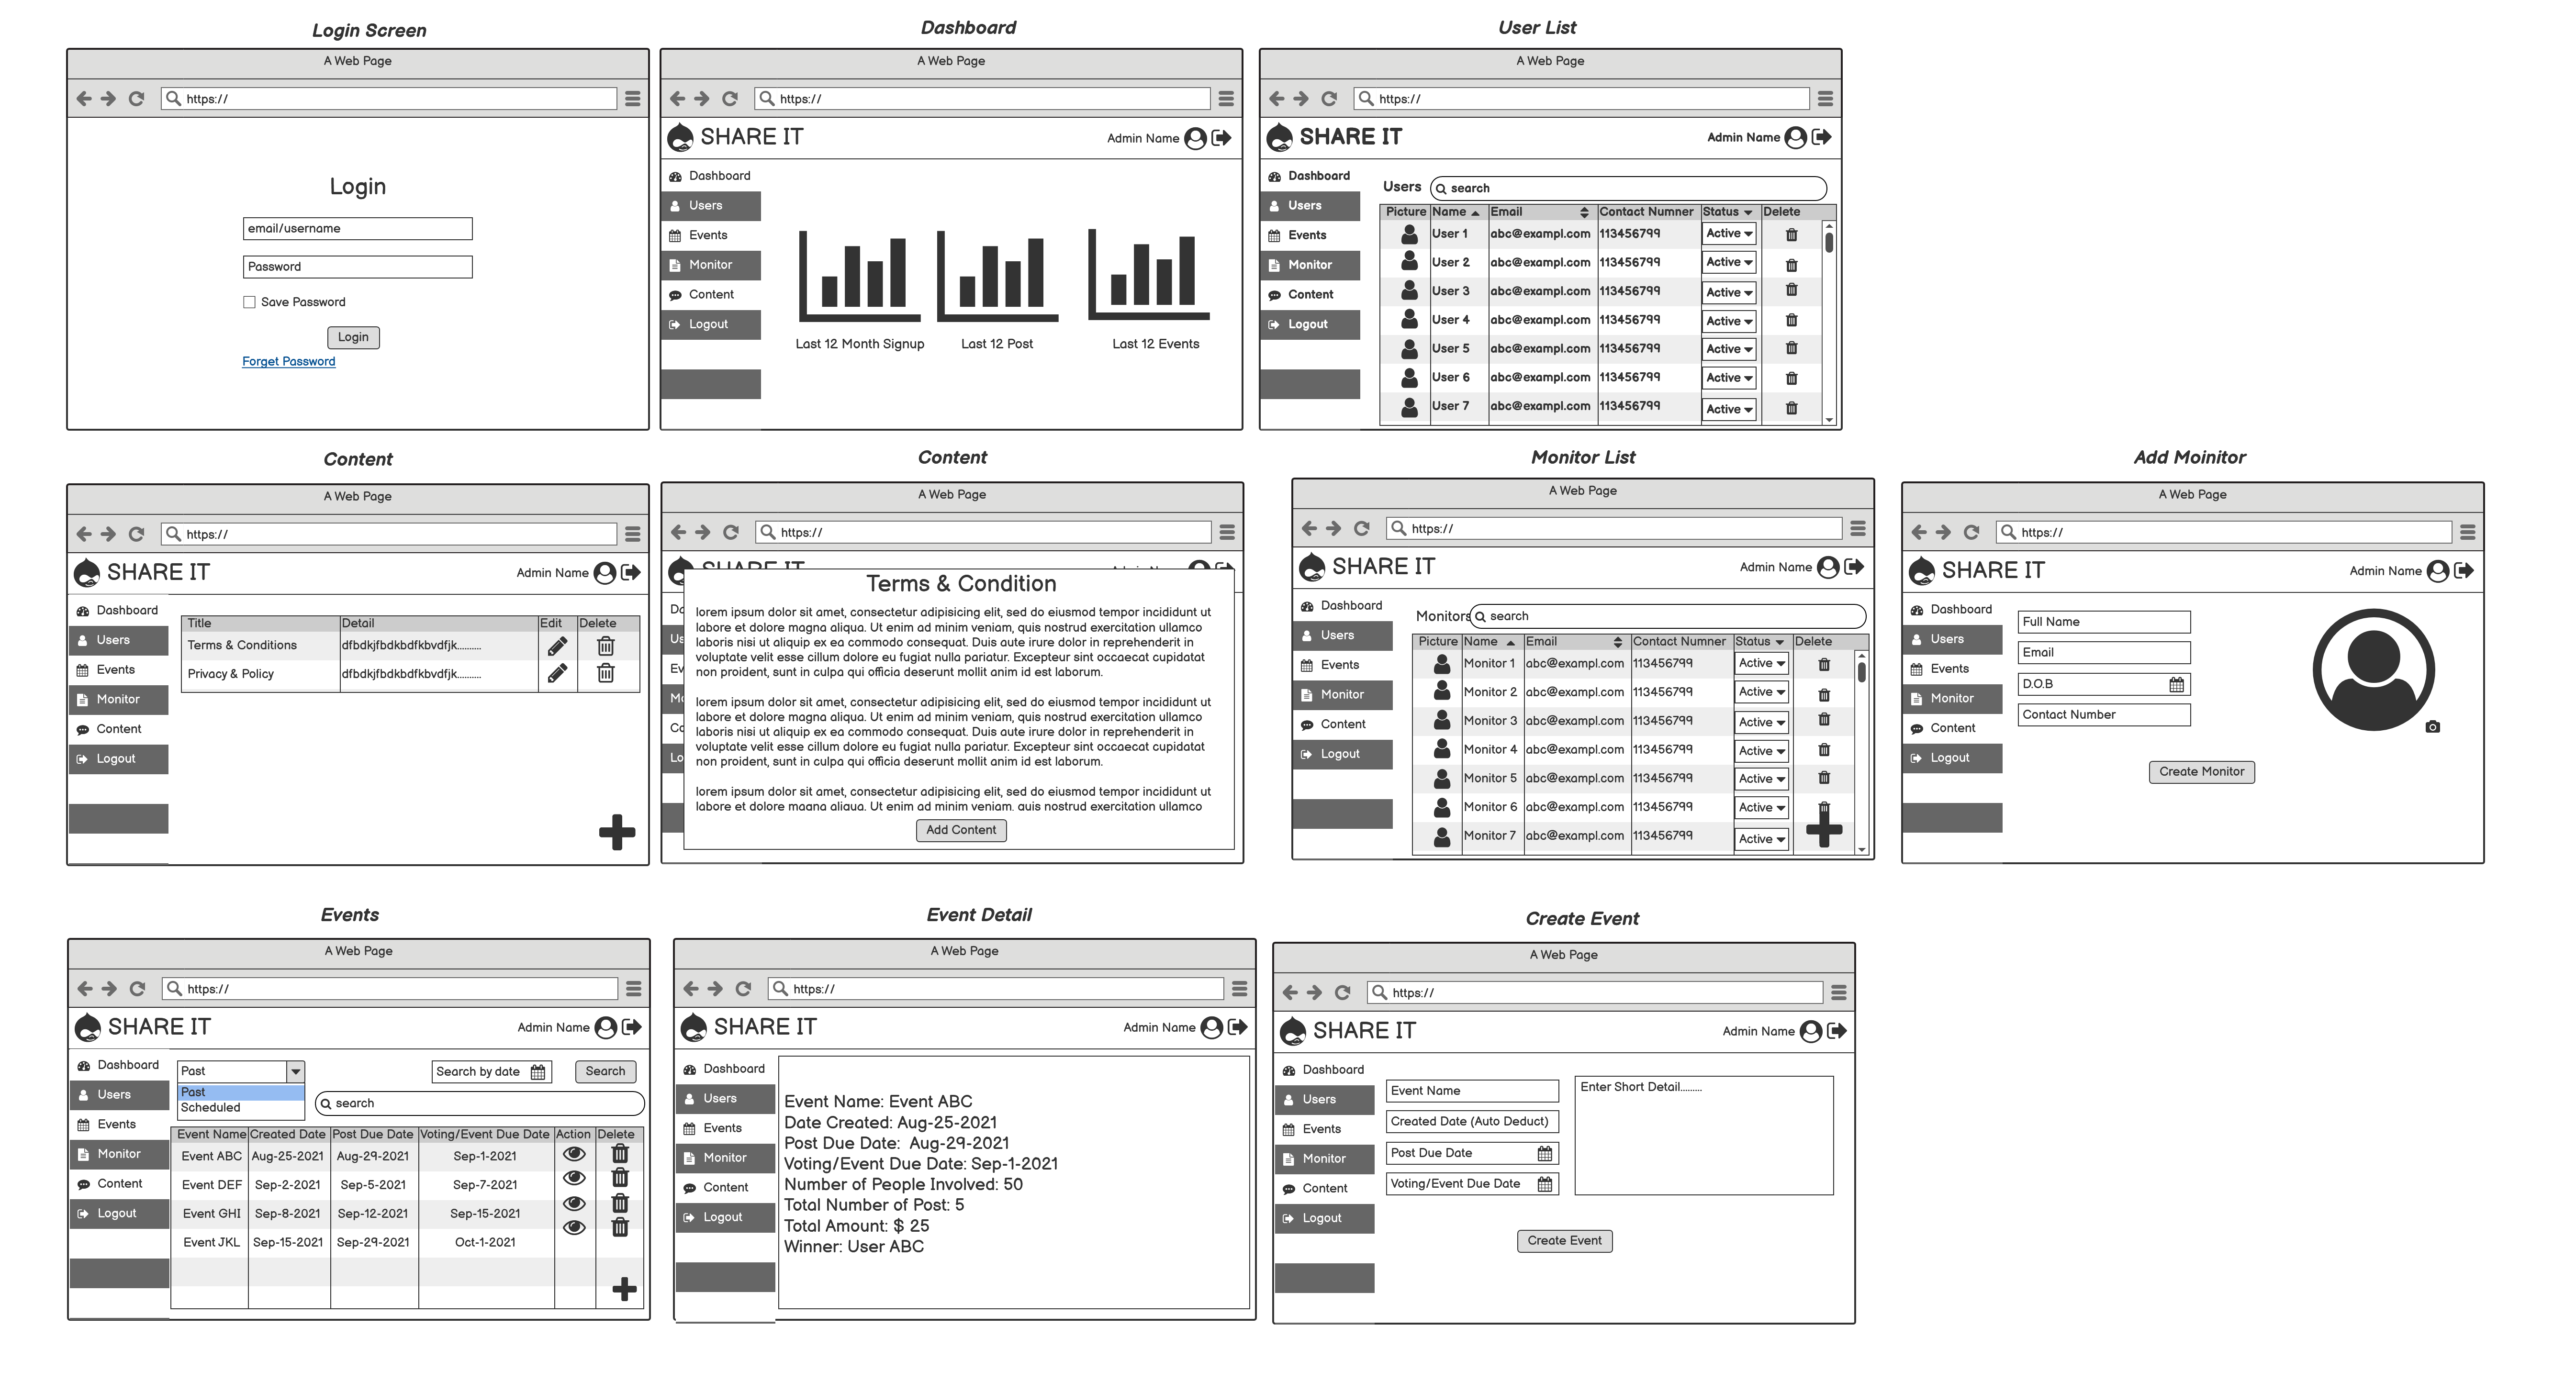 Login Screen
A Web Page
https://
Login
email/username
Password
Save Password
Login
Forget Password
Dashboard
A Web Page
https://
SHARE IT
Admin Name
Dashboard
Users
Events
Monitor
Content
Logout
Last 12 Month Signup
Last 12 Post
Last 12 Events
User List
A Web Page
https://
SHARE IT
Admin Name
Dashboard
Users
Events
Monitor
Content
Logout
Users
search
Picture Name Email Contact Numner Status Delete
User 1 abc@exampl.com 113456799 Active
User 2 abc@exampl.com 113456799 Active
User 3 abc@exampl.com 113456799 Active
User 4 abc@exampl.com 113456799 Active
User 5 abc@exampl.com 113456799 Active
User 6 abc@exampl.com 113456799 Active
User 7 abc@exampl.com 113456799 Active
Content
A Web Page
https://
SHARE IT
Admin Name
Dashboard
Users
Events
Monitor
Content
Logout
Title Detail Edit Delete
Terms & Conditions dfbdkjfbdkbdfkbvdfjk..........
Privacy & Policy dfbdkjfbdkbdfkbvdfjk..........
Content
A Web Page
https://
Terms & Condition
lorem ipsum dolor sit amet, consectetur adipisicing elit, sed do eiusmod tempor incididunt ut
labore et dolore magna aliqua. Ut enim ad minim veniam, quis nostrud exercitation ullamco
laboris nisi ut aliquip ex ea commodo consequat. Duis aute irure dolor in reprehenderit in
voluptate velit esse cillum dolore eu fugiat nulla pariatur. Excepteur sint occaecat cupidatat
non proident, sunt in culpa qui officia deserunt mollit anim id est laborum.
lorem ipsum dolor sit amet, consectetur adipisicing elit, sed do eiusmod tempor incididunt ut
labore et dolore magna aliqua. Ut enim ad minim veniam, quis nostrud exercitation ullamco
laboris nisi ut aliquip ex ea commodo consequat. Duis aute irure dolor in reprehenderit in
voluptate velit esse cillum dolore eu fugiat nulla pariatur. Excepteur sint occaecat cupidatat
non proident, sunt in culpa qui officia deserunt mollit anim id est laborum.
lorem ipsum dolor sit amet, consectetur adipisicing elit, sed do eiusmod tempor incididunt ut
labore et dolore magna aliqua. Ut enim ad minim veniam, quis nostrud exercitation ullamco
Add Content
Monitor List
A Web Page
https://
SHARE IT
Admin Name
Dashboard
Users
Events
Monitor
Content
Logout
Monitors
search
Picture Name Email Contact Numner Status Delete
Monitor 1 abc@exampl.com 113456799 Active
Monitor 2 abc@exampl.com 113456799 Active
Monitor 3 abc@exampl.com 113456799 Active
Monitor 4 abc@exampl.com 113456799 Active
Monitor 5 abc@exampl.com 113456799 Active
Monitor 6 abc@exampl.com 113456799 Active
Monitor 7 abc@exampl.com 113456799 Active
Add Moinitor
A Web Page
https://
SHARE IT
Admin Name
Dashboard
Users
Events
Monitor
Content
Logout
Full Name
Email
D.O.B
Contact Number
Create Monitor
Events
A Web Page
https://
SHARE IT
Admin Name
Dashboard
Users
Events
Monitor
Content
Logout
Past
Search by date
Search
Past
Scheduled
search
Event Name Created Date Post Due Date Voting/Event Due Date Action Delete
Event ABC Aug-25-2021 Aug-29-2021 Sep-1-2021
Event DEF Sep-2-2021 Sep-5-2021 Sep-7-2021
Event GHI Sep-8-2021 Sep-12-2021 Sep-15-2021
Event JKL Sep-15-2021 Sep-29-2021 Oct-1-2021
Event Detail
A Web Page
https://
SHARE IT
Admin Name
Dashboard
Users
Events
Monitor
Content
Logout
Event Name: Event ABC
Date Created: Aug-25-2021
Post Due Date: Aug-29-2021
Voting/Event Due Date: Sep-1-2021
Number of People Involved: 50
Total Number of Post: 5
Total Amount: $ 25
Winner: User ABC
Create Event
A Web Page
https://
SHARE IT
Admin Name
Dashboard
Users
Events
Monitor
Content
Logout
Event Name
Created Date (Auto Deduct)
Post Due Date
Voting/Event Due Date
Enter Short Detail.........
Create Event